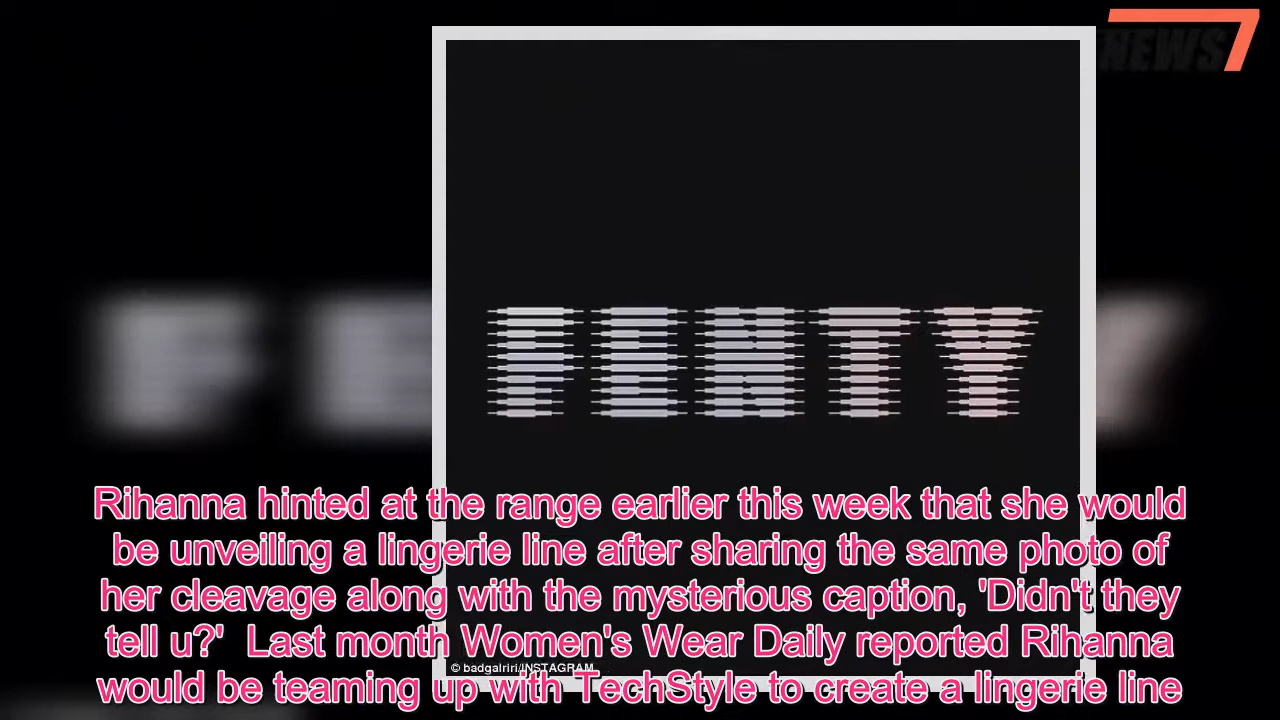 NEWS7
FENTY
Rihanna hinted at the range earlier this week that she would
be unveiling a lingerie line after sharing the same photo of
her cleavage along with the mysterious caption, 'Didn't they
tell u?'  Last month Women's Wear Daily reported Rihanna
© badgalriri/INSTAGRAM
would be teaming up with TechStyle to create a lingerie line